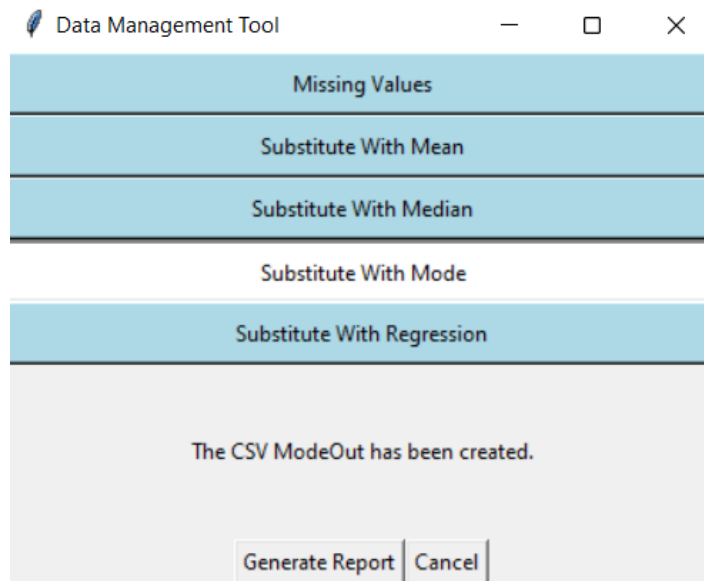 Data Management Tool
Missing Values
Substitute With Mean
Substitute With Median
Substitute With Mode
Substitute With Regression
The CSV ModeOut has been created.
Generate Report Cancel